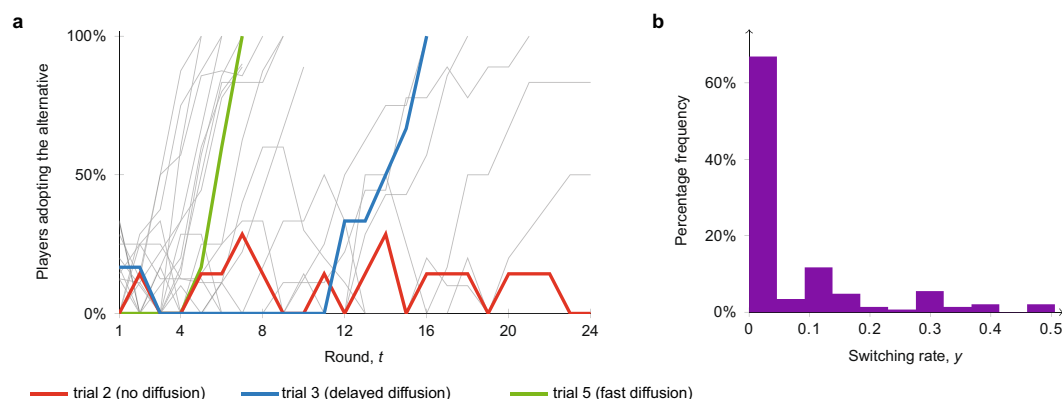 a
100%
50%
0%
Players adopting the alternative
1 4 8 12 16 20 24
Round, t
b
60%
40%
20%
0%
Percentage frequency
0 0.1 0.2 0.3 0.4 0.5
Switching rate, y
trial 2 (no diffusion) trial 3 (delayed diffusion) trial 5 (fast diffusion)